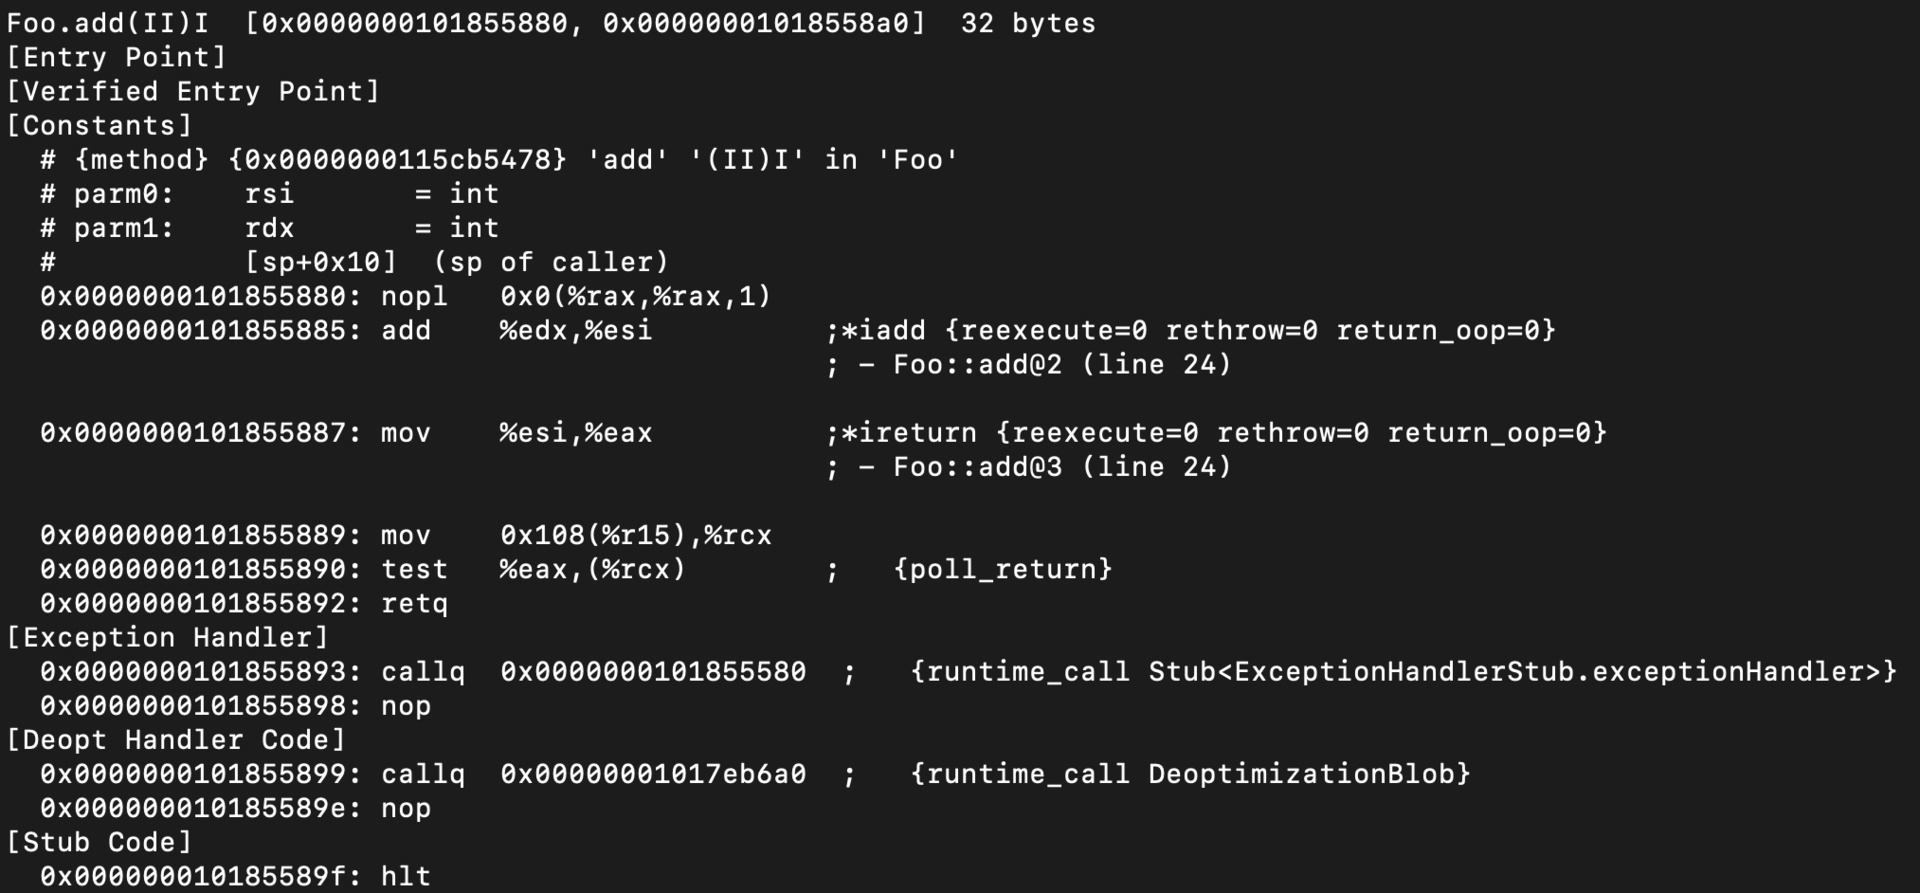 Foo.add(II)I  [0x0000000101855880, 0x00000001018558a0]  32 bytes
[Entry Point]
[Verified Entry Point]
[Constants]
  # {method} {0x0000000115cb5478} 'add' '(II)I' in 'Foo'
  # parm0:    rsi       = int
  # parm1:    rdx       = int
  #           [sp+0x10]  (sp of caller)
  0x0000000101855880: nopl   0x0(%rax,%rax,1)
  0x0000000101855885: add    %edx,%esi          ;*iadd {reexecute=0 rethrow=0 return_oop=0}
                                                ; - Foo::add@2 (line 24)
  0x0000000101855887: mov    %esi,%eax          ;*ireturn {reexecute=0 rethrow=0 return_oop=0}
                                                ; - Foo::add@3 (line 24)
  0x0000000101855889: mov    0x108(%r15),%rcx
  0x0000000101855890: test   %eax,(%rcx)        ;   {poll_return}
  0x0000000101855892: retq
[Exception Handler]
  0x0000000101855893: callq  0x0000000101855580  ;   {runtime_call Stub<ExceptionHandlerStub.exceptionHandler>}
  0x0000000101855898: nop
[Deopt Handler Code]
  0x0000000101855899: callq  0x00000001017eb6a0  ;   {runtime_call DeoptimizationBlob}
  0x000000010185589e: nop
[Stub Code]
  0x000000010185589f: hlt